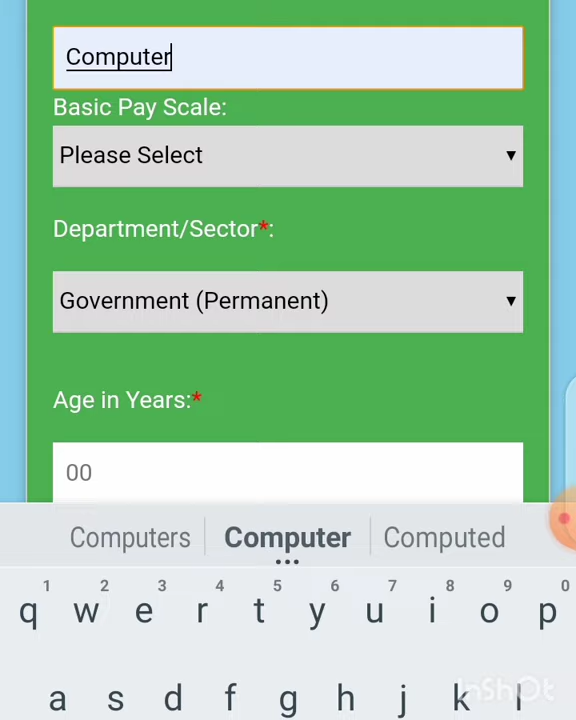 Computer
Basic Pay Scale:
Please Select ▼
Department/Sector*:
Government (Permanent) ▼
Age in Years:*
00
Computers Computer Computed
1 2 3 4 5 6 7 8 9 0
q w e r t y u i o p
a s d f g h j k l
InShOt